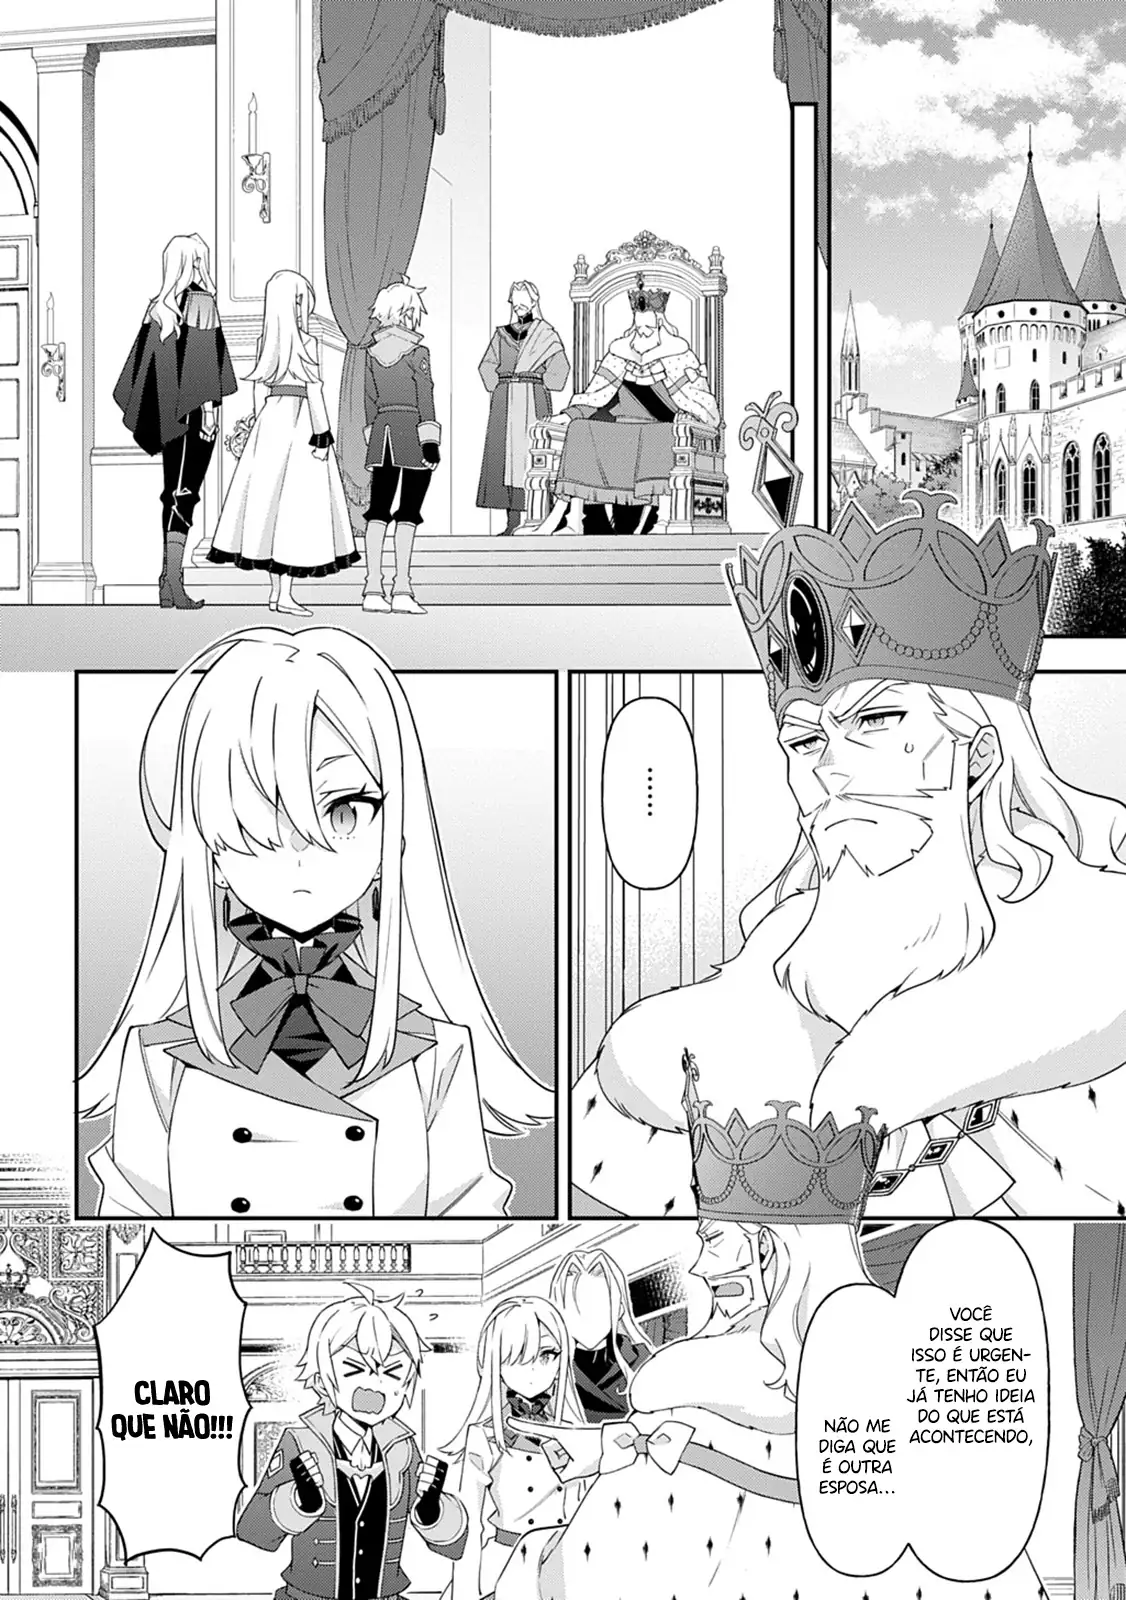 ………
VOCÊ
DISSE QUE
ISSO É URGEN-
TE, ENTÃO EU
JÁ TENHO IDEIA
DO QUE ESTÁ
ACONTECENDO,
NÃO ME
DIGA QUE
É OUTRA
ESPOSA...
CLARO
QUE NÃO!!!